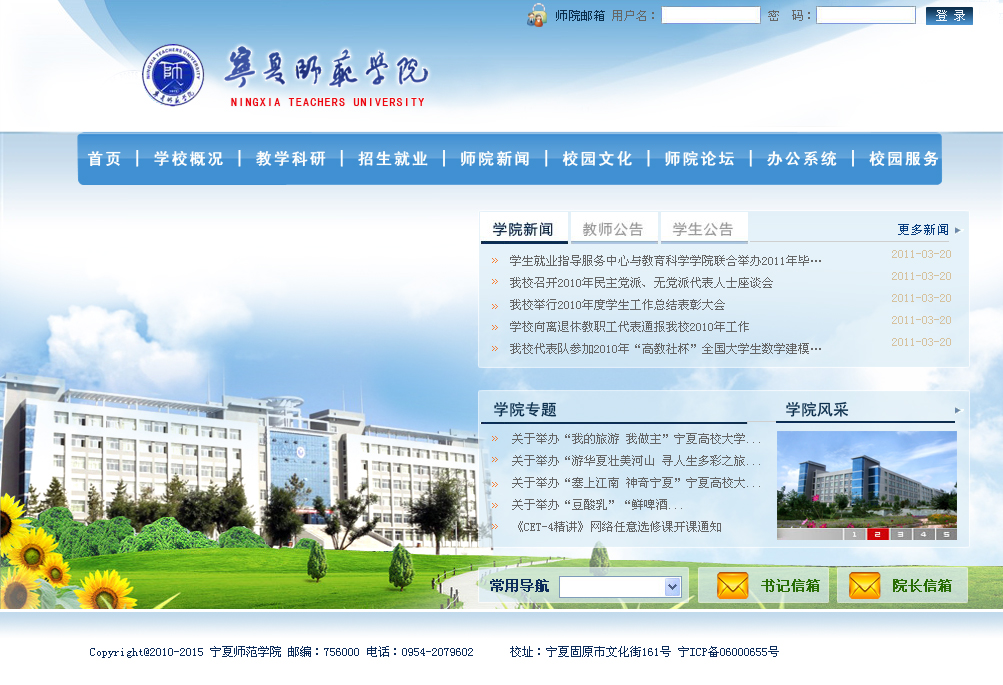 师院邮箱 用户名： 密 码： 登 录
宁夏师范学院
NINGXIA TEACHERS UNIVERSITY
首页 | 学校概况 | 教学科研 | 招生就业 | 师院新闻 | 校园文化 | 师院论坛 | 办公系统 | 校园服务
学院新闻 教师公告 学生公告 更多新闻
学生就业指导服务中心与教育科学学院联合举办2011年毕… 2011-03-20
我校召开2010年民主党派、无党派代表人士座谈会 2011-03-20
我校举行2010年度学生工作总结表彰大会 2011-03-20
学校向离退休教职工代表通报我校2010年工作 2011-03-20
我校代表队参加2010年“高教社杯”全国大学生数学建模… 2011-03-20
学院专题 学院风采
关于举办“我的旅游 我做主”宁夏高校大学...
关于举办“游华夏壮美河山 寻人生多彩之旅...
关于举办“塞上江南 神奇宁夏”宁夏高校大...
关于举办“豆酸乳”“鲜啤酒...
《CET-4精讲》网络任意选修课开课通知
1 2 3 4 5
常用导航 书记信箱 院长信箱
Copyright@2010-2015 宁夏师范学院 邮编：756000 电话：0954-2079602 校址：宁夏固原市文化街161号 宁ICP备06000655号